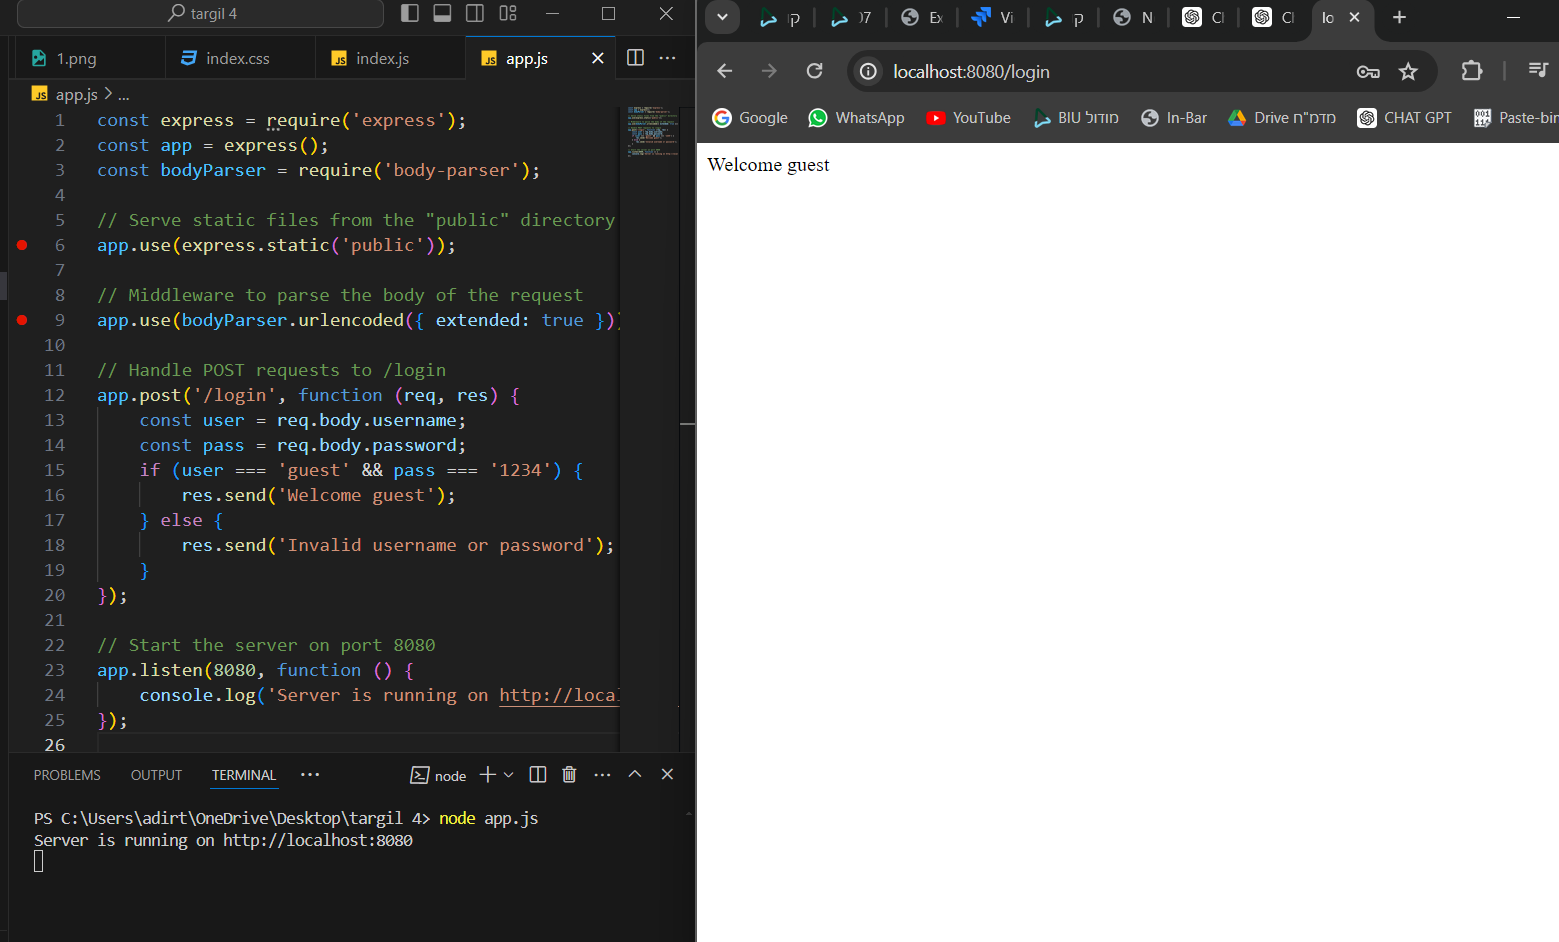 targil 4
1.png
index.css
index.js
app.js
app.js > ...
1 const express = require('express');
2 const app = express();
3 const bodyParser = require('body-parser');
4
5 // Serve static files from the "public" directory
6 app.use(express.static('public'));
7
8 // Middleware to parse the body of the request
9 app.use(bodyParser.urlencoded({ extended: true }))
10
11 // Handle POST requests to /login
12 app.post('/login', function (req, res) {
13 const user = req.body.username;
14 const pass = req.body.password;
15 if (user === 'guest' && pass === '1234') {
16 res.send('Welcome guest');
17 } else {
18 res.send('Invalid username or password');
19 }
20 });
21
22 // Start the server on port 8080
23 app.listen(8080, function () {
24 console.log('Server is running on http://local
25 });
26
PROBLEMS OUTPUT TERMINAL ... node
PS C:\Users\adirt\OneDrive\Desktop\targil 4> node app.js
Server is running on http://localhost:8080
קו
07
Ex
Vi
ק
N
Cl
Cl
lo
localhost:8080/login
Google
WhatsApp
YouTube
מודול BIU
In-Bar
Drive מדמ"ח
CHAT GPT
Paste-bin
Welcome guest